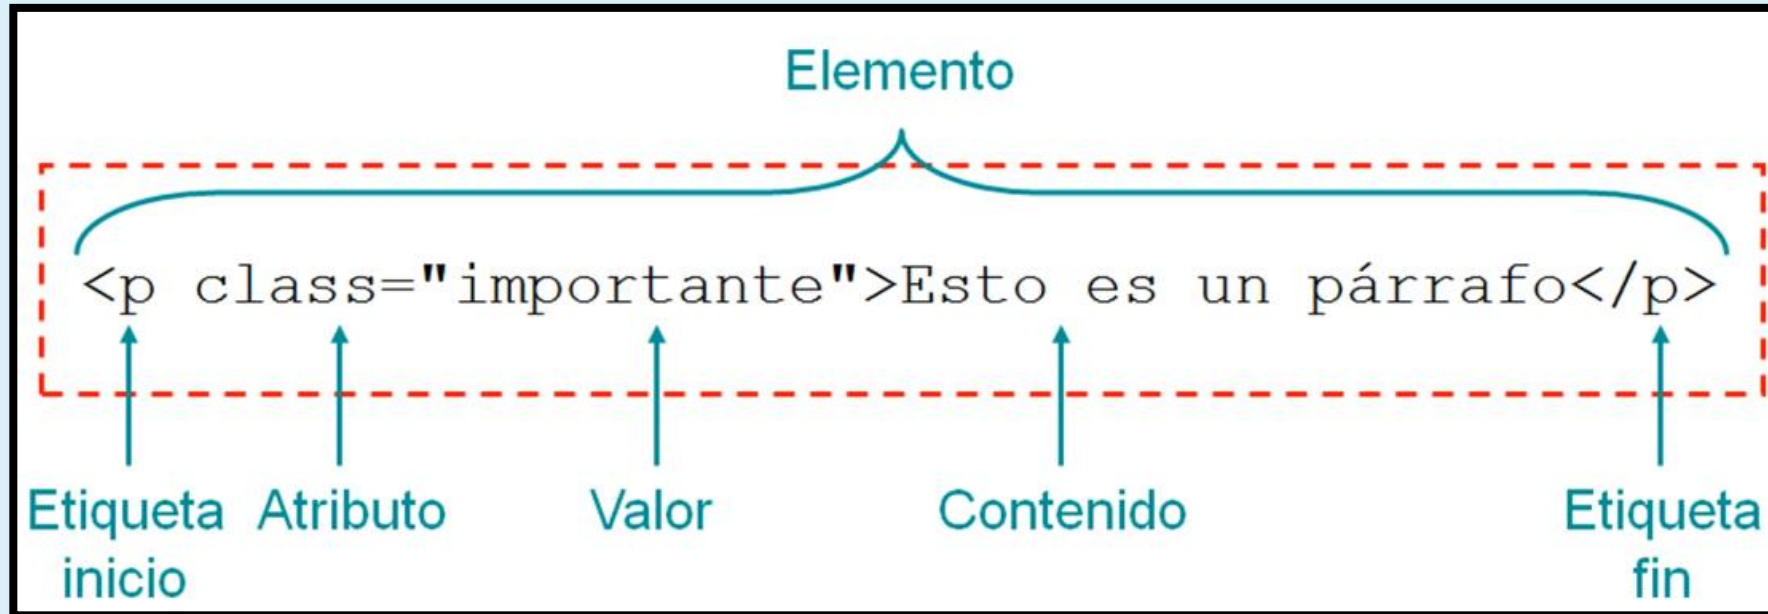 Elemento
<p class="importante">Esto es un párrafo</p>
Etiqueta inicio
Atributo
Valor
Contenido
Etiqueta fin